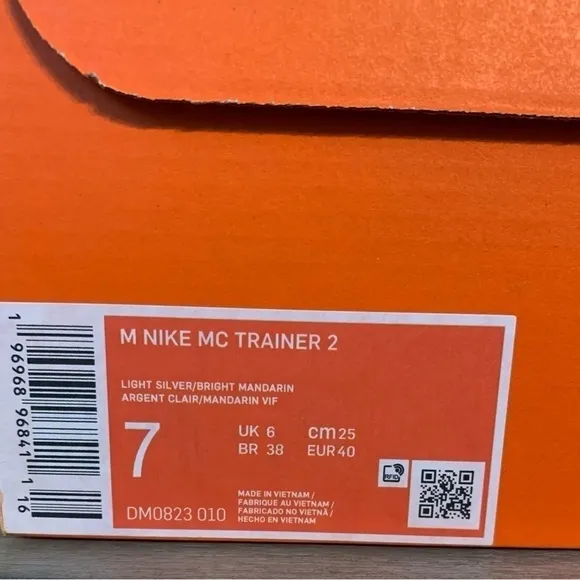 M NIKE MC TRAINER 2
LIGHT SILVER/BRIGHT MANDARIN
ARGENT CLAIR/MANDARIN VIF
7
UK 6 cm 25
BR 38 EUR 40
DM0823 010
MADE IN VIETNAM /
FABRIQUE AU VIETNAM /
FABRICADO NO VIETNÃ /
HECHO EN VIETNAM
RFID
1 96968 96841 1 16